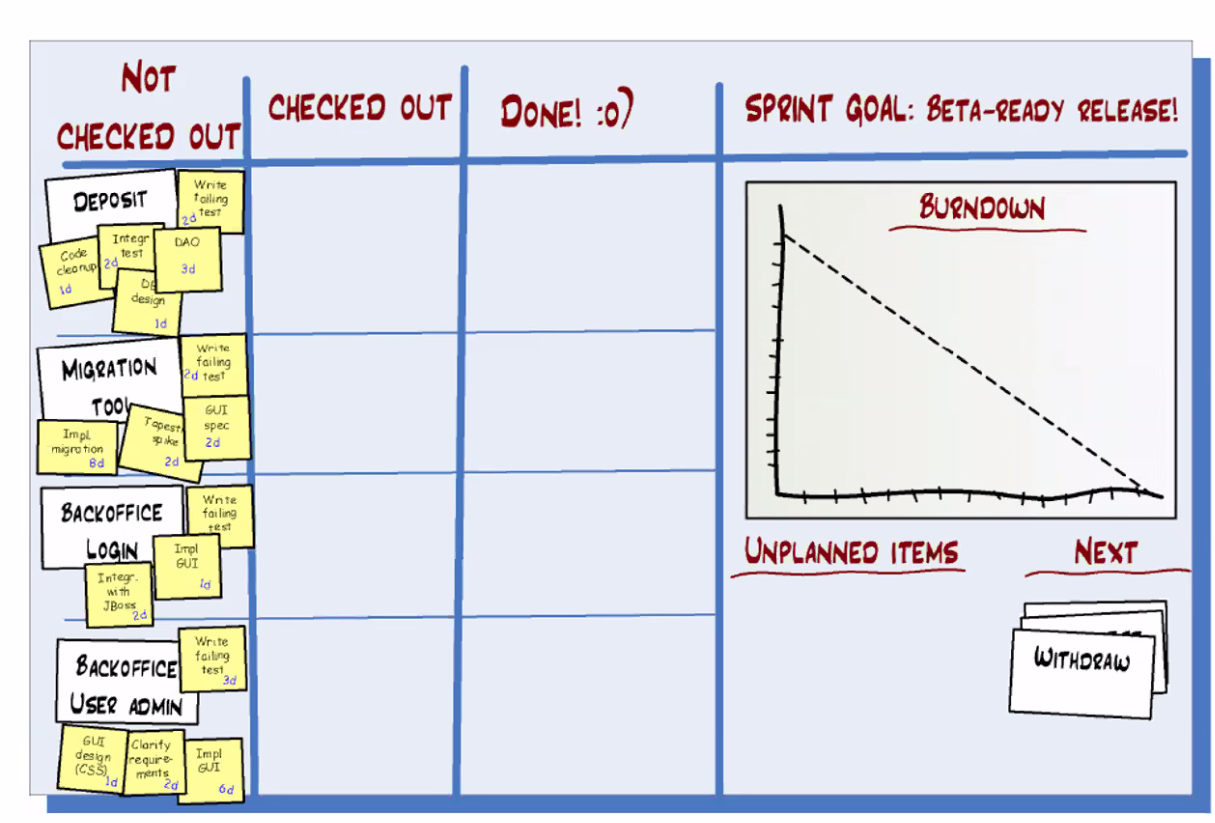 Not
checked out
checked out
Done! :o)
Sprint goal: Beta-ready release!
Deposit
Write
failing
test
2d
Code
cleanup
1d
Integr
test
2d
DAO
3d
DB
design
1d
Migration
tool
Write
failing
test
2d
GUI
spec
2d
Impl.
migration
8d
Tapestr
spike
2d
Backoffice
Login
Write
failing
test
Impl
GUI
1d
Integr.
with
JBoss
2d
Backoffice
User admin
Write
failing
test
3d
GUI
design
(CSS)
1d
Clarify
require-
ments
2d
Impl
GUI
6d
Burndown
Unplanned items
Next
Withdraw